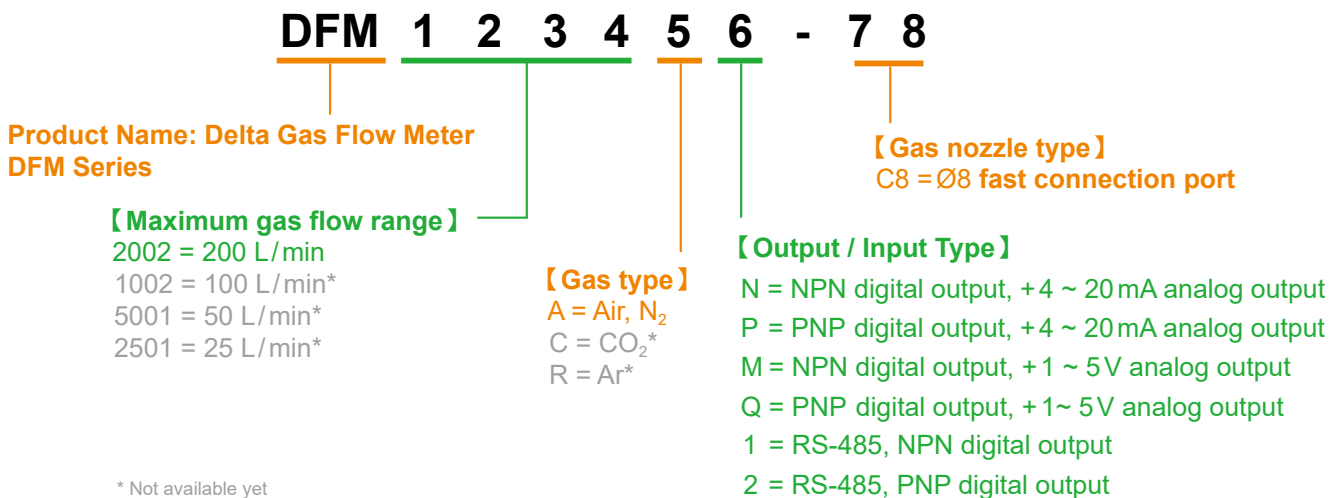 DFM 1 2 3 4 5 6 - 7 8
Product Name: Delta Gas Flow Meter
DFM Series
【Maximum gas flow range】
2002 = 200 L/min
1002 = 100 L/min*
5001 = 50 L/min*
2501 = 25 L/min*
【Gas type】
A = Air, N₂
C = CO₂*
R = Ar*
【Gas nozzle type】
C8 = Ø8 fast connection port
【Output / Input Type】
N = NPN digital output, +4 ~ 20 mA analog output
P = PNP digital output, +4 ~ 20 mA analog output
M = NPN digital output, +1 ~ 5 V analog output
Q = PNP digital output, +1~ 5 V analog output
1 = RS-485, NPN digital output
2 = RS-485, PNP digital output
* Not available yet